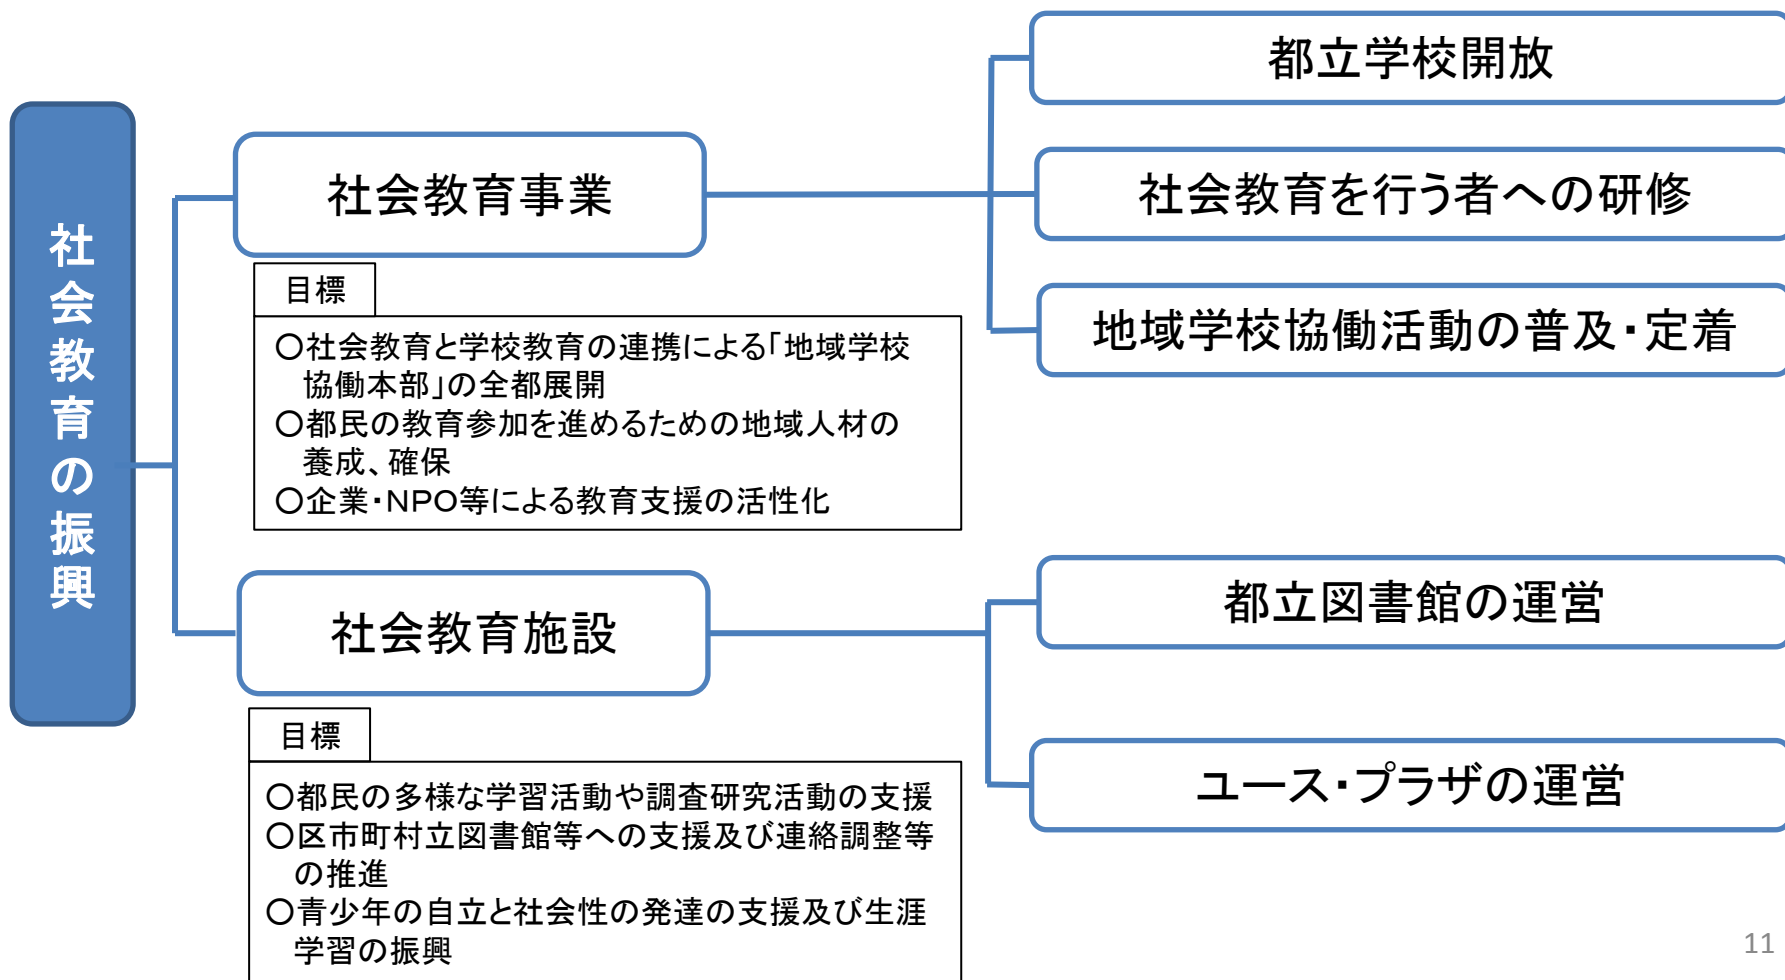 社会教育の振興
社会教育事業
目標
○社会教育と学校教育の連携による「地域学校
協働本部」の全都展開
○都民の教育参加を進めるための地域人材の
養成、確保
○企業・NPO等による教育支援の活性化
都立学校開放
社会教育を行う者への研修
地域学校協働活動の普及・定着
社会教育施設
目標
○都民の多様な学習活動や調査研究活動の支援
○区市町村立図書館等への支援及び連絡調整等
の推進
○青少年の自立と社会性の発達の支援及び生涯
学習の振興
都立図書館の運営
ユース・プラザの運営
11